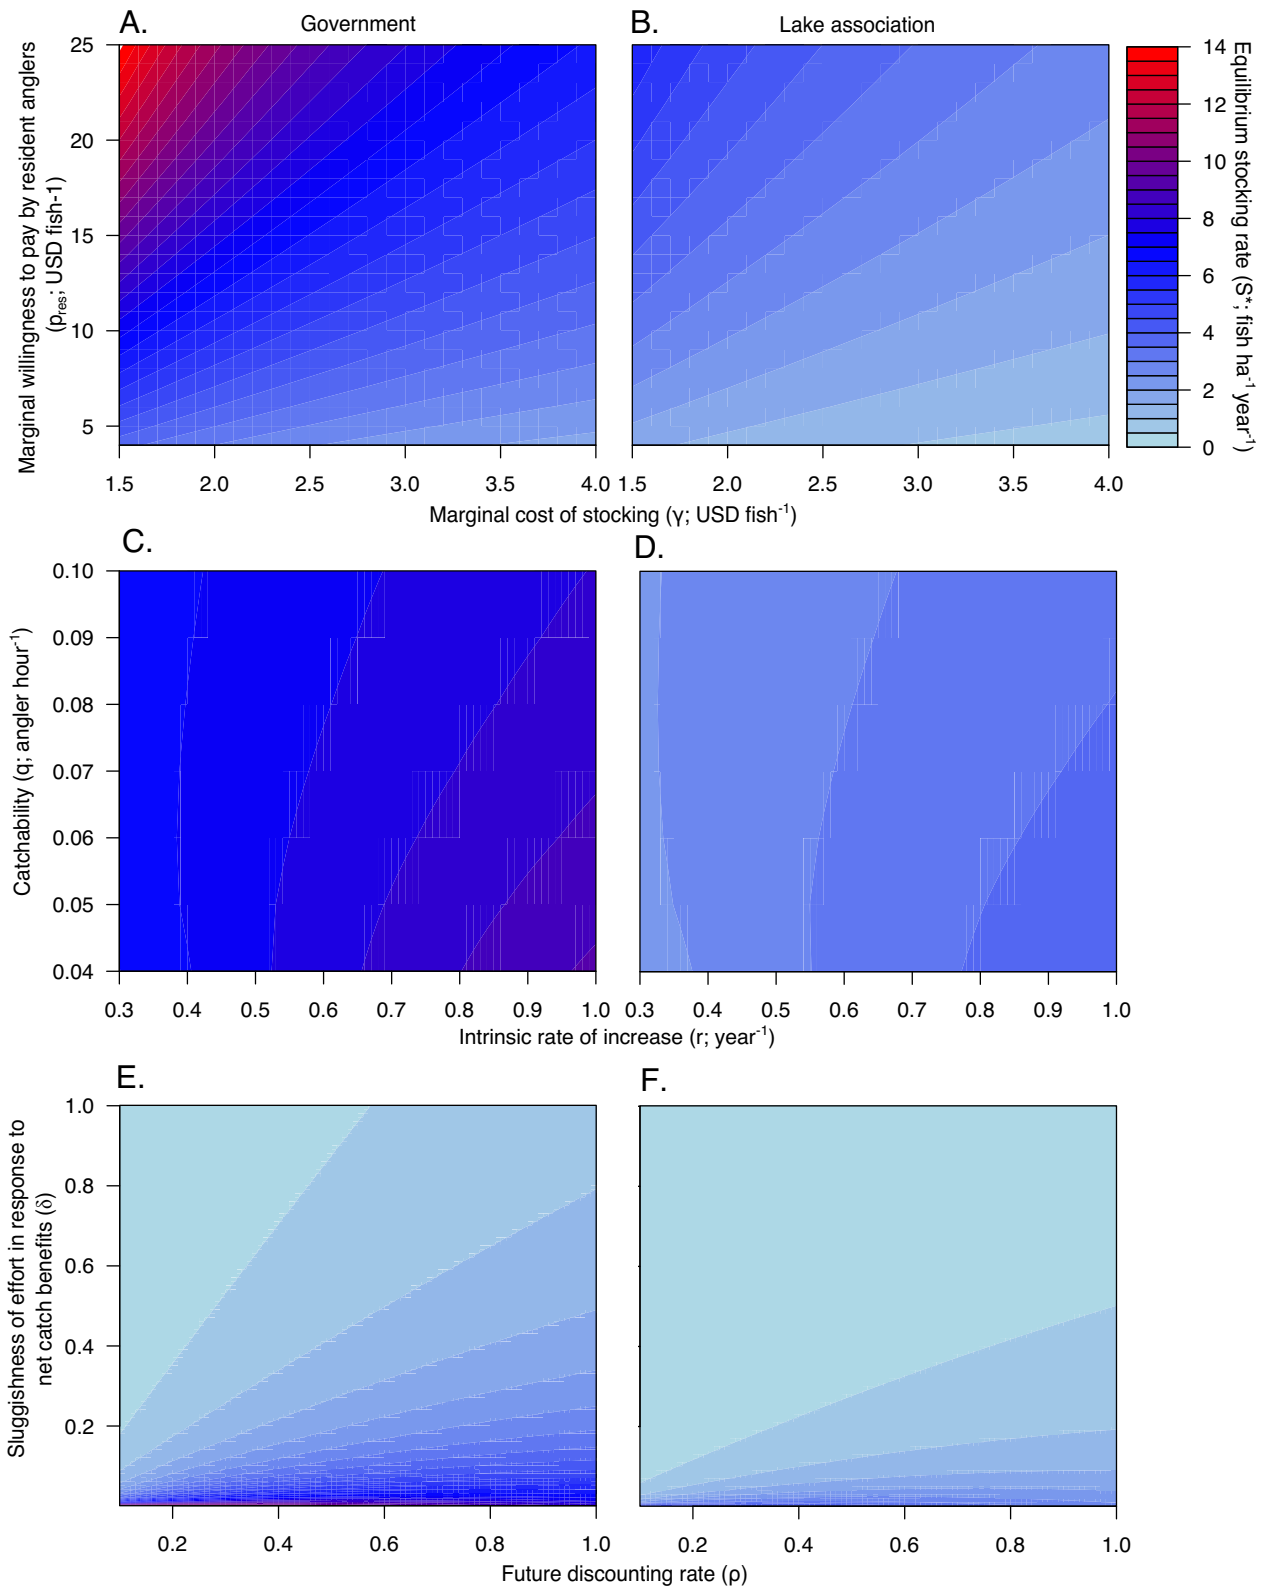 A. Government B. Lake association
Marginal willingness to pay by resident anglers
(pres; USD fish-1)
25
20
15
10
5
14
12
10
8
6
4
2
0
Equilibrium stocking rate (S*; fish ha-1 year-1)
1.5 2.0 2.5 3.0 3.5 4.0 1.5 2.0 2.5 3.0 3.5 4.0
Marginal cost of stocking (γ; USD fish-1)
C. D.
Catchability (q; angler hour-1)
0.10
0.09
0.08
0.07
0.06
0.05
0.04
0.3 0.4 0.5 0.6 0.7 0.8 0.9 1.0 0.3 0.4 0.5 0.6 0.7 0.8 0.9 1.0
Intrinsic rate of increase (r; year-1)
E. F.
Sluggishness of effort in response to
net catch benefits (δ)
1.0
0.8
0.6
0.4
0.2
0.2 0.4 0.6 0.8 1.0 0.2 0.4 0.6 0.8 1.0
Future discounting rate (ρ)